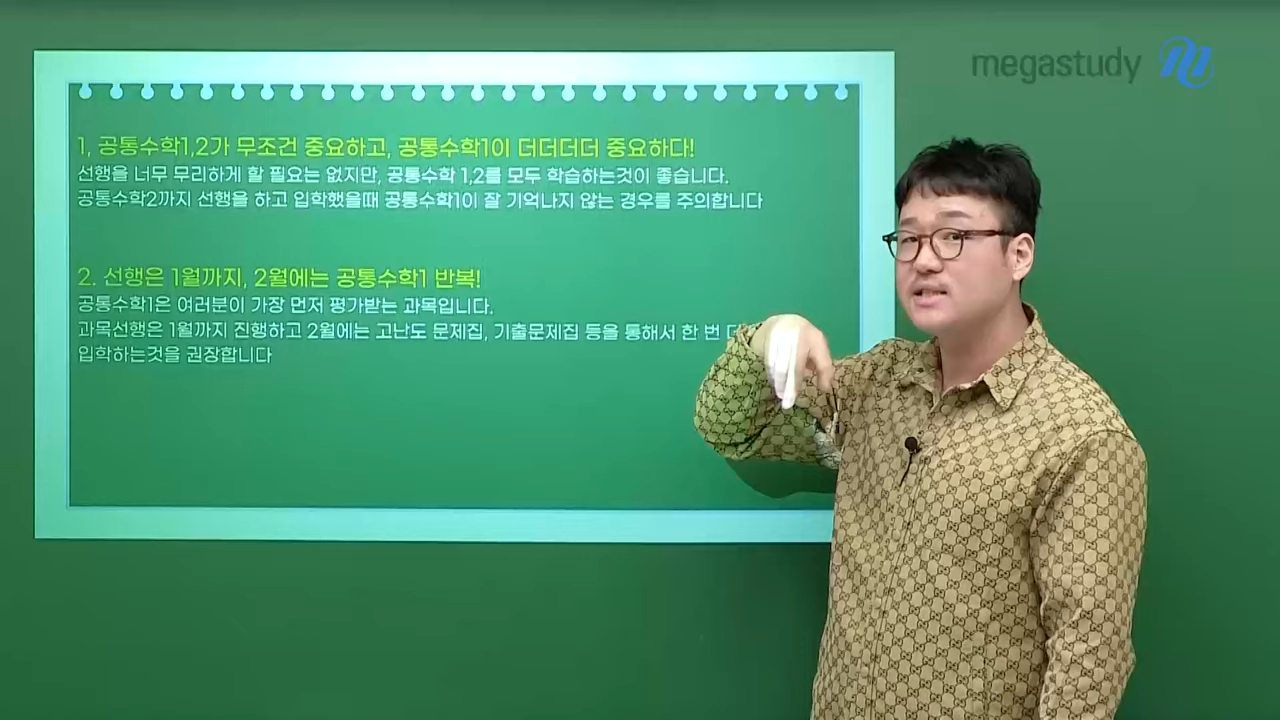 megastudy
1, 공통수학1,2가 무조건 중요하고, 공통수학1이 더더더더 중요하다!
선행을 너무 무리하게 할 필요는 없지만, 공통수학 1,2를 모두 학습하는것이 좋습니다.
공통수학2까지 선행을 하고 입학했을때 공통수학1이 잘 기억나지 않는 경우를 주의합니다
2. 선행은 1월까지, 2월에는 공통수학1 반복!
공통수학1은 여러분이 가장 먼저 평가받는 과목입니다.
과목선행은 1월까지 진행하고 2월에는 고난도 문제집, 기출문제집 등을 통해서 한 번
입학하는것을 권장합니다